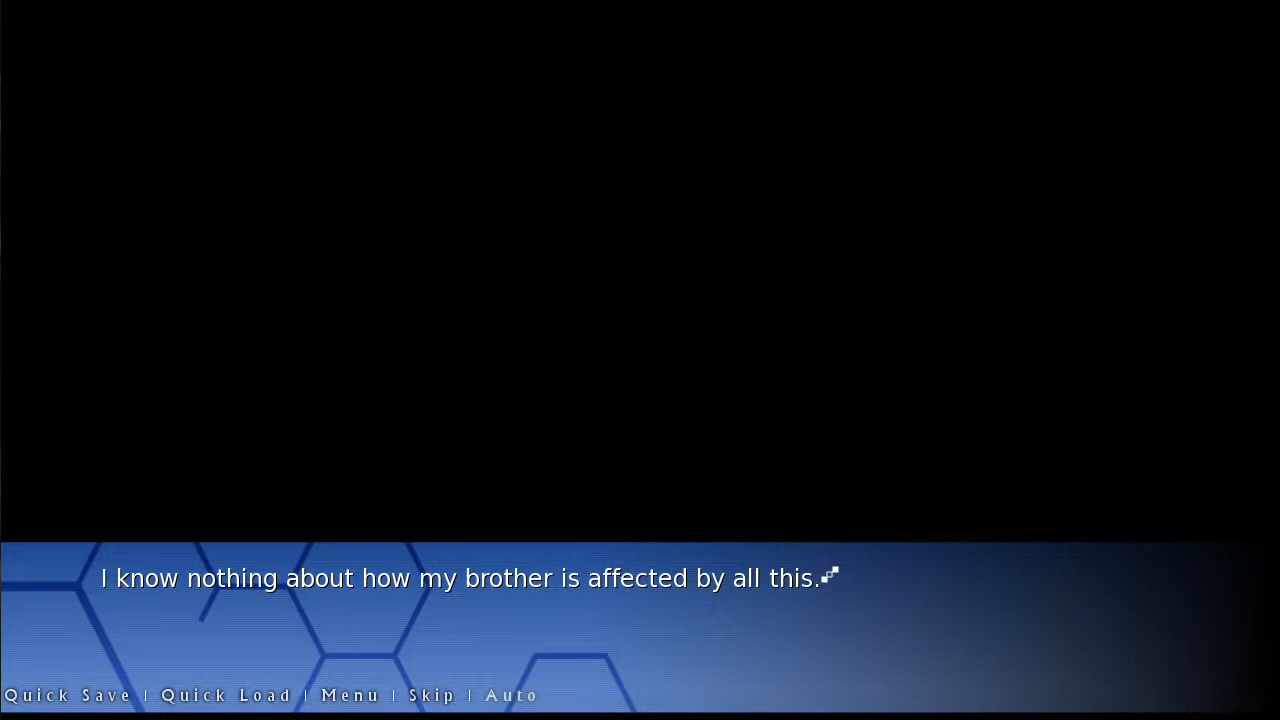 I know nothing about how my brother is affected by all this.
Quick Save | Quick Load | Menu | Skip | Auto